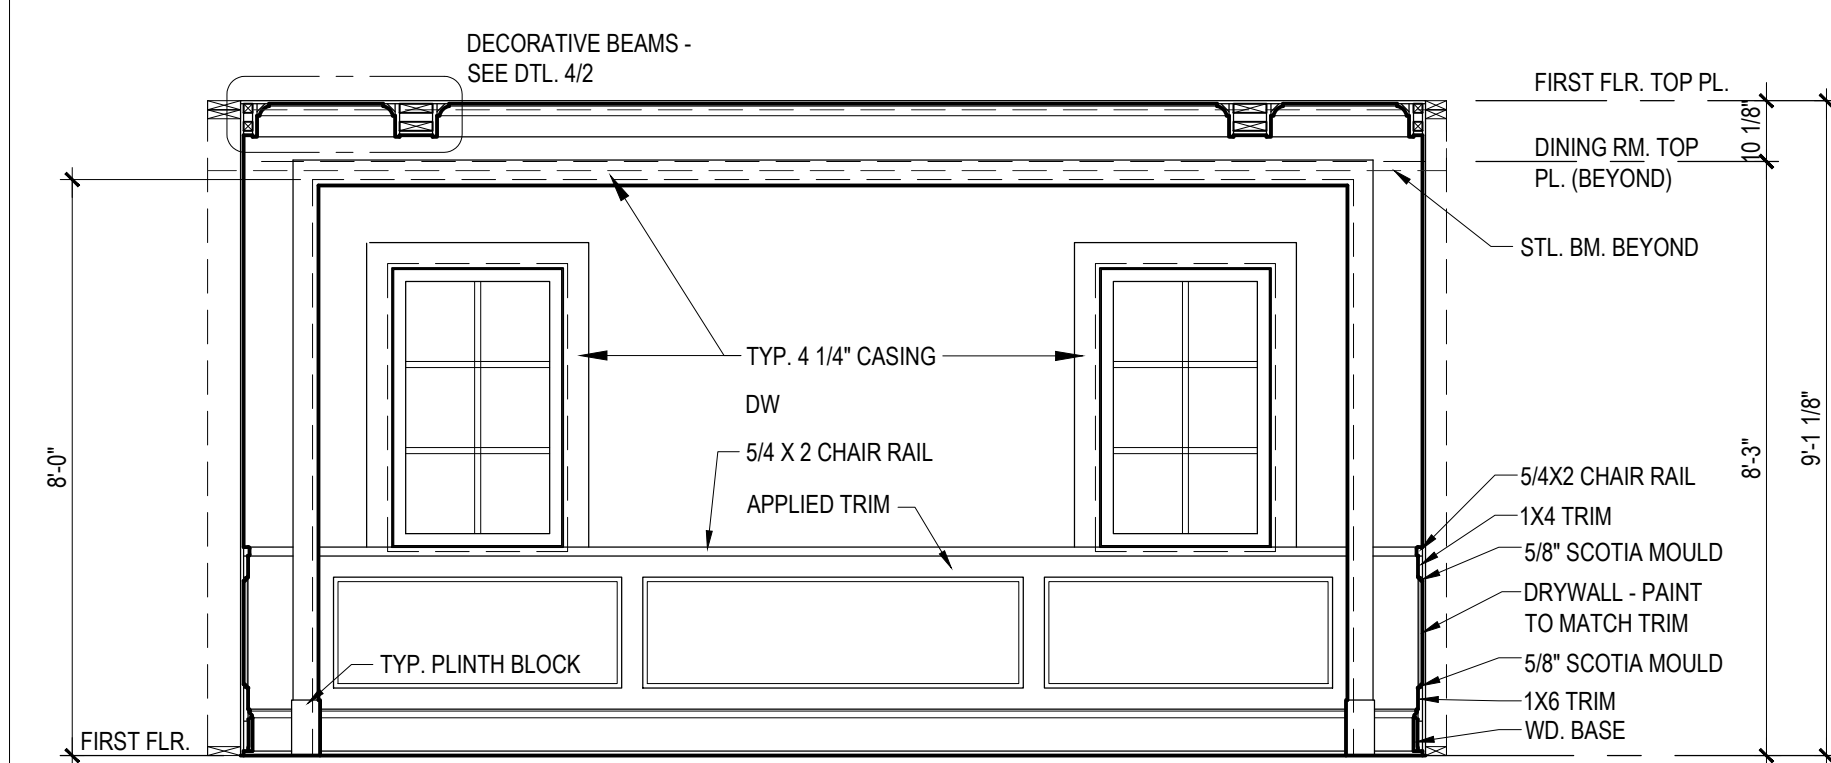 DECORATIVE BEAMS -
SEE DTL. 4/2
FIRST FLR. TOP PL.
10 1/8"
DINING RM. TOP
PL. (BEYOND)
STL. BM. BEYOND
TYP. 4 1/4" CASING
DW
5/4 X 2 CHAIR RAIL
APPLIED TRIM
8'-0"
8'-3"
9'-1 1/8"
5/4X2 CHAIR RAIL
1X4 TRIM
5/8" SCOTIA MOULD
DRYWALL - PAINT
TO MATCH TRIM
5/8" SCOTIA MOULD
1X6 TRIM
WD. BASE
TYP. PLINTH BLOCK
FIRST FLR.